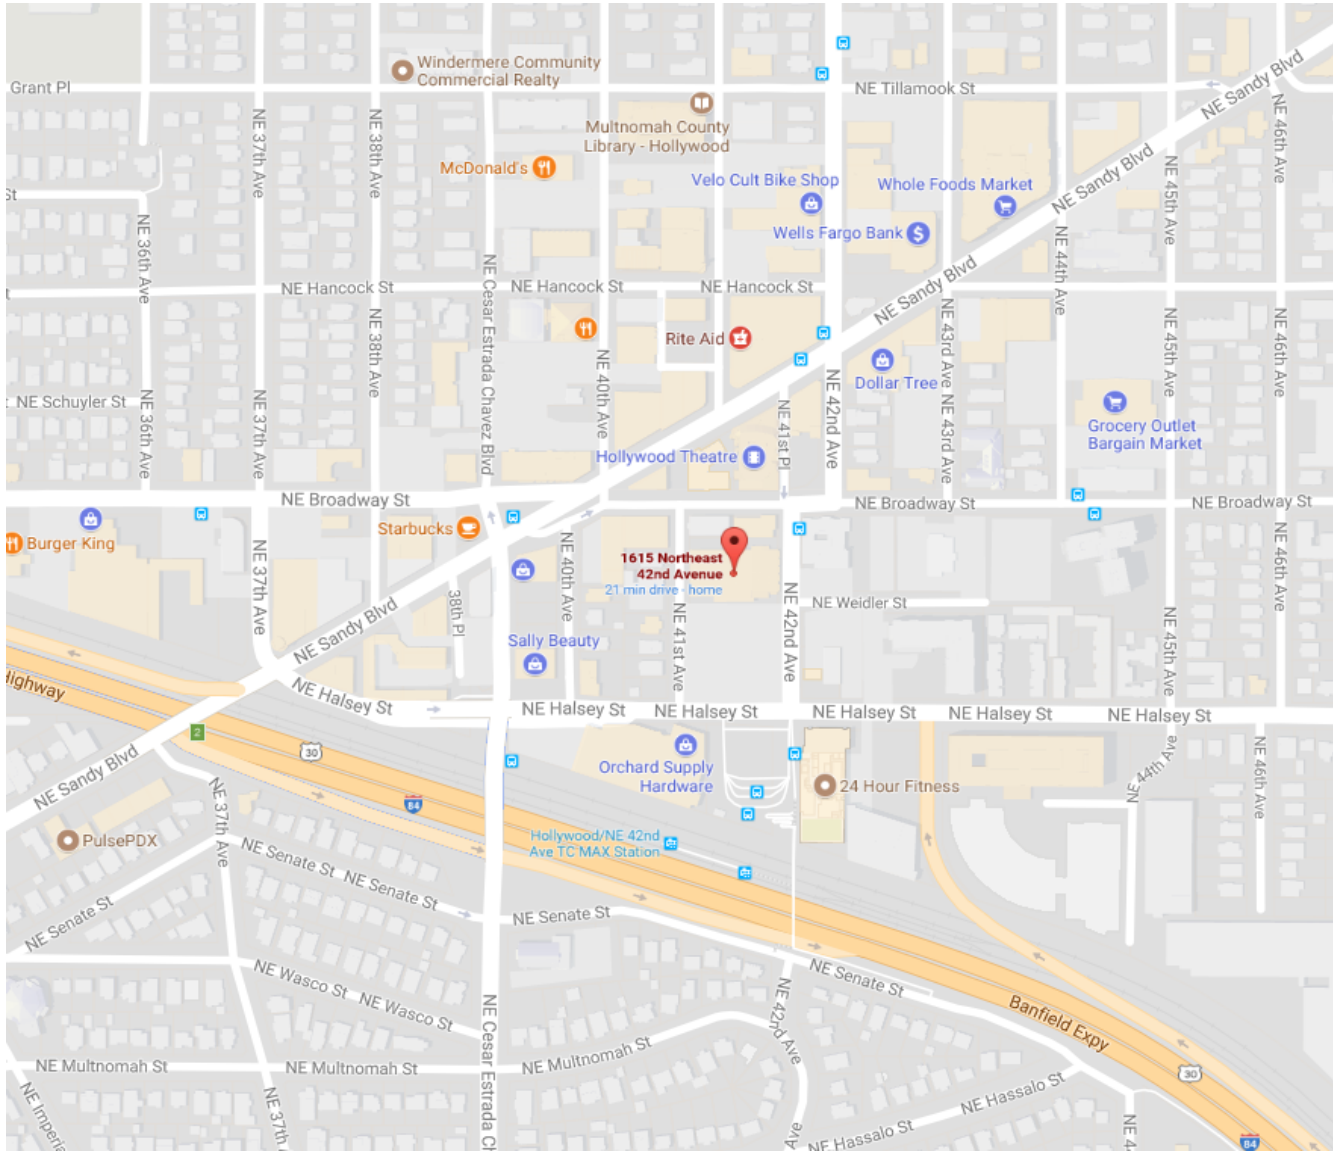 Windermere Community
Commercial Realty
Grant Pl
NE Tillamook St
NE Sandy Blvd
NE 37th Ave
NE 38th Ave
Multnomah County
Library - Hollywood
NE 46th Ave
McDonald's
Velo Cult Bike Shop
Whole Foods Market
NE Sandy Blvd
NE 45th Ave
St
NE 36th Ave
Wells Fargo Bank
NE 44th Ave
NE Cesar Estrada Chavez Blvd
NE Hancock St
NE Hancock St
NE Hancock St
NE Sandy Blvd
Rite Aid
NE 38th Ave
NE 40th Ave
NE 43rd Ave
NE 43rd Ave
NE 45th Ave
NE 46th Ave
Dollar Tree
NE 42nd Ave
NE 41st Pl
t NE Schuyler St
NE 36th Ave
NE 37th Ave
Grocery Outlet
Bargain Market
Hollywood Theatre
NE Broadway St
NE Broadway St
NE Broadway St
Starbucks
Burger King
1615 Northeast
42nd Avenue
21 min drive - home
NE 37th Ave
NE 40th Ave
38th Pl
NE 41st Ave
NE 42nd Ave
NE Weidler St
NE 45th Ave
NE 46th Ave
NE Sandy Blvd
Sally Beauty
Highway
NE Halsey St
NE Halsey St
NE Halsey St
NE Halsey St
NE Halsey St
NE Halsey St
2
30
NE Sandy Blvd
Orchard Supply
Hardware
24 Hour Fitness
NE 44th Ave
NE 46th Ave
84
PulsePDX
NE 37th Ave
Hollywood/NE 42nd
Ave TC MAX Station
NE Senate St
NE Senate St
NE Senate St
NE Senate St
NE Wasco St
NE Wasco St
NE Senate St
NE 42nd Ave
Banfield Expy
NE Cesar Estrada Ch
NE Multnomah St
NE Multnomah St
NE Multnomah St
30
NE Imperia
NE 37th
Ave
NE Hassalo St
NE Hassalo St
NE 4
84